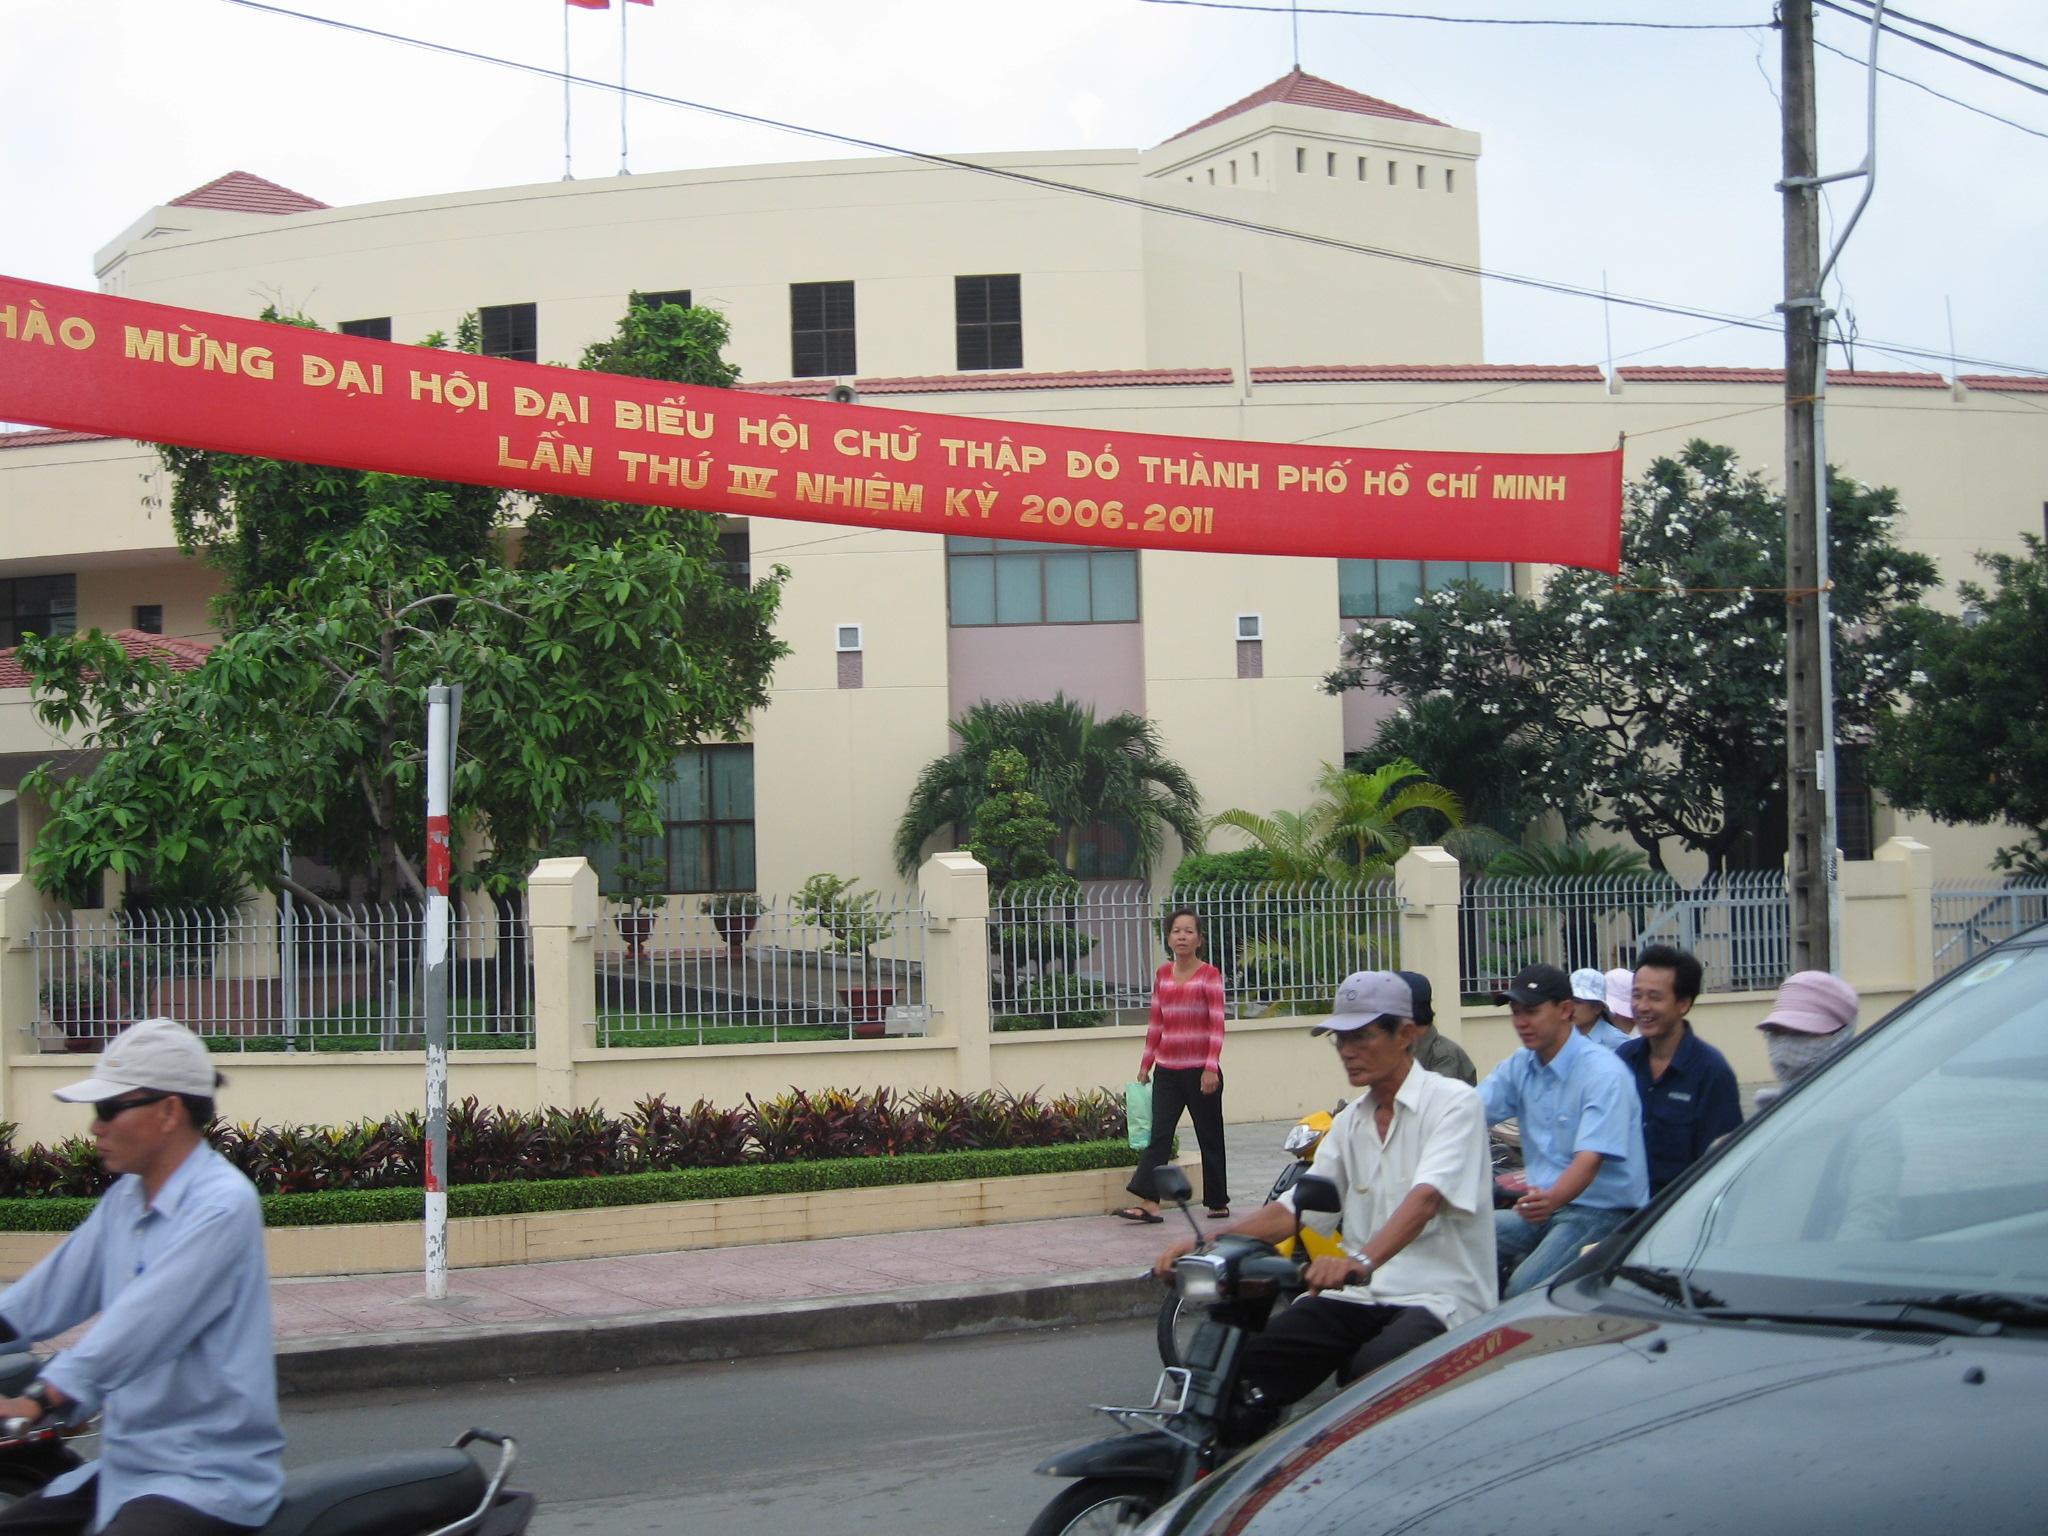 HÀO MỪNG ĐẠI HỘI ĐẠI BIỂU HỘI CHỮ THẬP ĐỎ THÀNH PHỐ HỒ CHÍ MINH
LẦN THỨ IV NHIỆM KỲ 2006-2011